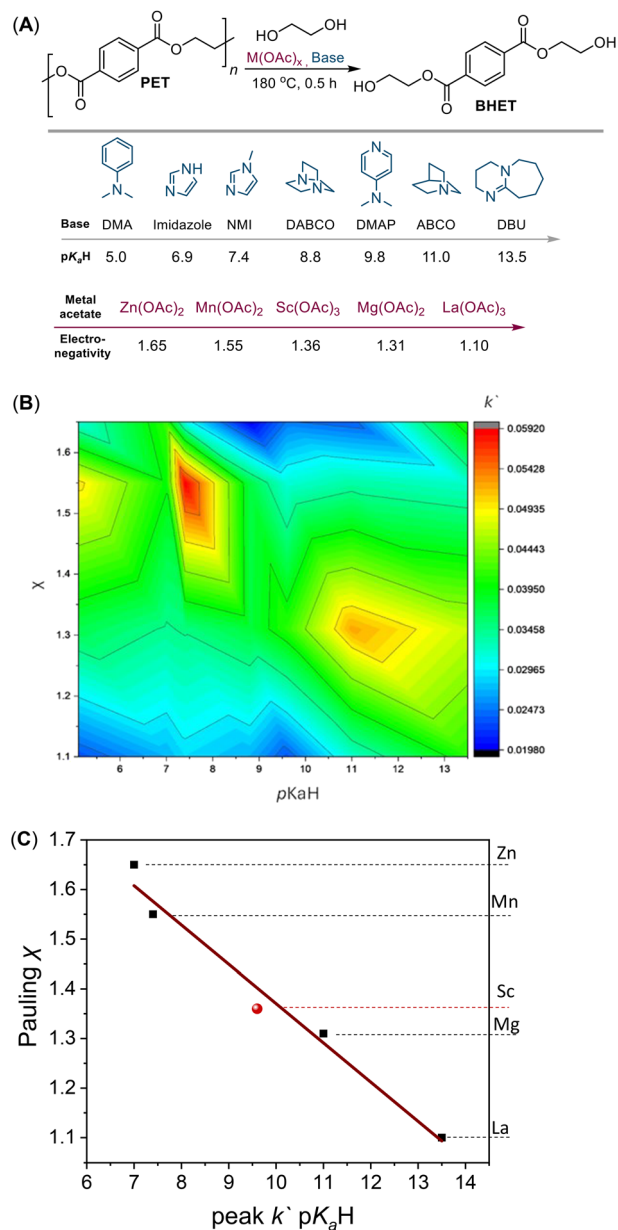 (A)
HO
OH
M(OAc)x, Base
180 °C, 0.5 h
PET
BHET
O
O
O
O
n
HO
O
O
O
O
OH
N
NH
N
N
N
N
N
N
N
N
N
N
N
Base DMA Imidazole NMI DABCO DMAP ABCO DBU
pKaH 5.0 6.9 7.4 8.8 9.8 11.0 13.5
Metal acetate Zn(OAc)2 Mn(OAc)2 Sc(OAc)3 Mg(OAc)2 La(OAc)3
Electro-negativity 1.65 1.55 1.36 1.31 1.10
(B)
k`
1.6
1.5
1.4
1.3
1.2
1.1
χ
6 7 8 9 10 11 12 13
pKaH
0.05920
0.05428
0.04935
0.04443
0.03950
0.03458
0.02965
0.02473
0.01980
(C)
1.7
1.6
1.5
1.4
1.3
1.2
1.1
Pauling χ
Zn
Mn
Sc
Mg
La
6 7 8 9 10 11 12 13 14
peak k` pKaH